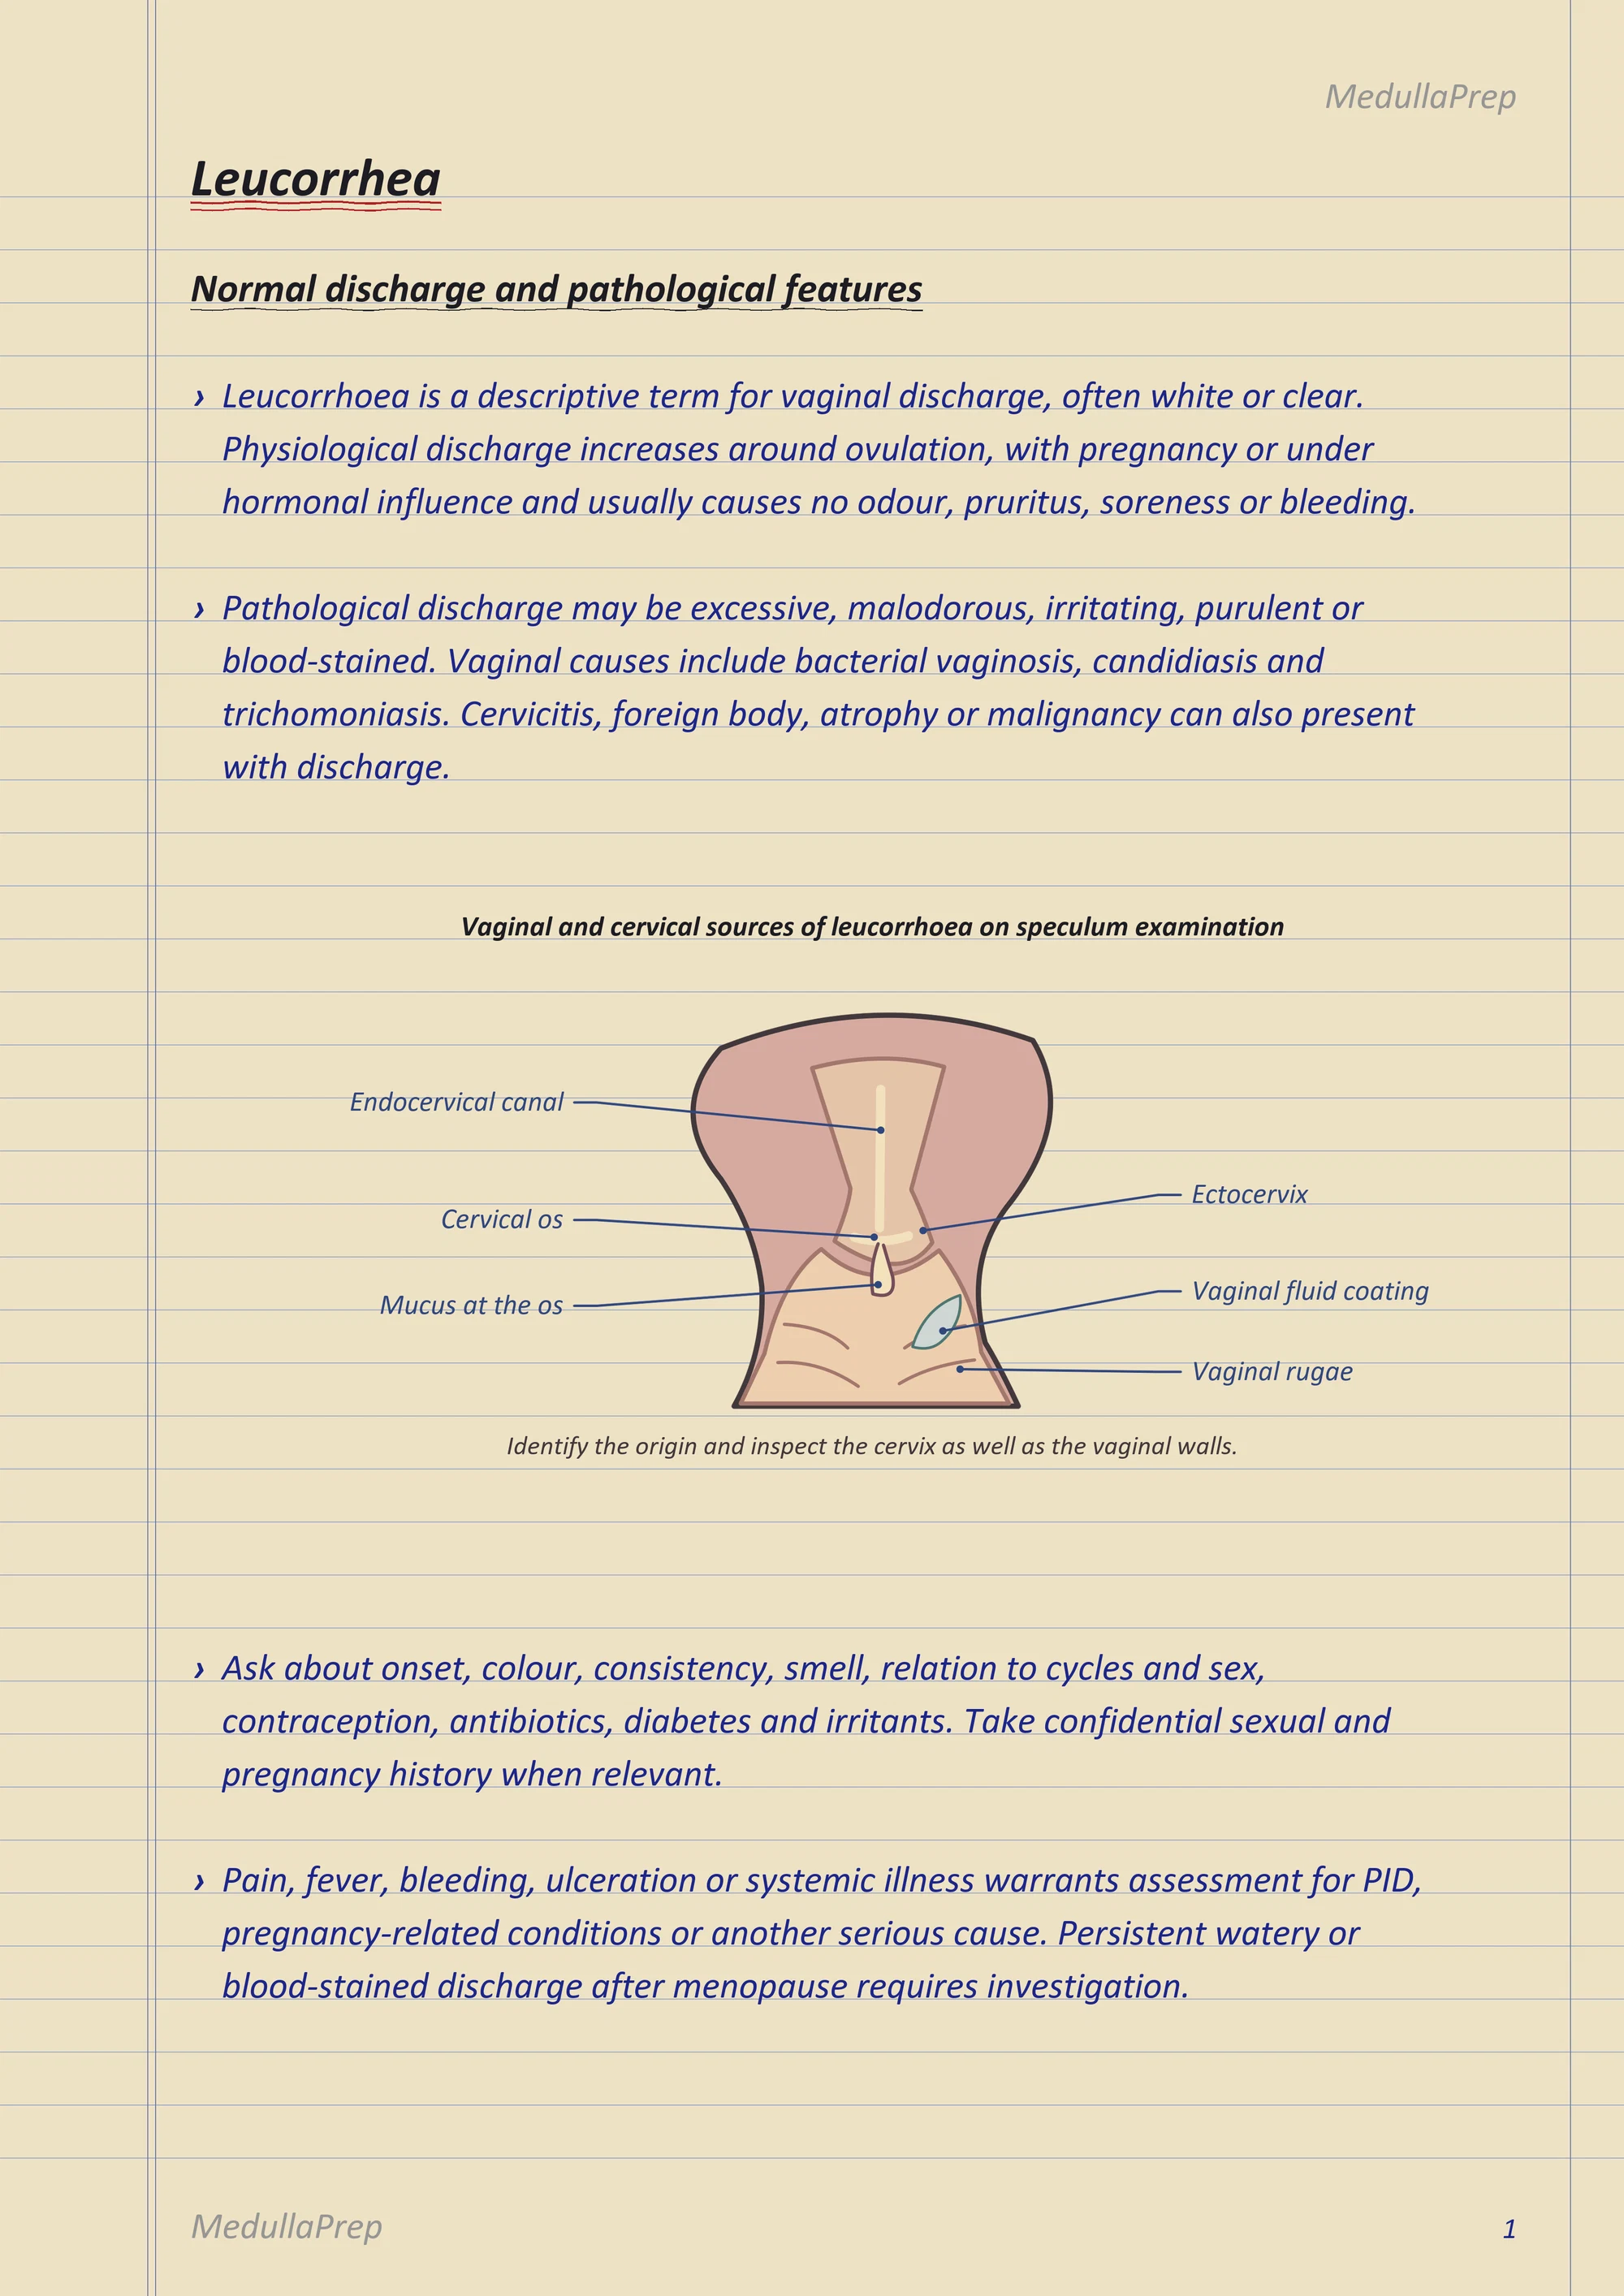 MedullaPrep
Leucorrhea
Normal discharge and pathological features
› Leucorrhoea is a descriptive term for vaginal discharge, often white or clear.
Physiological discharge increases around ovulation, with pregnancy or under
hormonal influence and usually causes no odour, pruritus, soreness or bleeding.
› Pathological discharge may be excessive, malodorous, irritating, purulent or
blood-stained. Vaginal causes include bacterial vaginosis, candidiasis and
trichomoniasis. Cervicitis, foreign body, atrophy or malignancy can also present
with discharge.
Vaginal and cervical sources of leucorrhoea on speculum examination
Endocervical canal
Ectocervix
Cervical os
Vaginal fluid coating
Mucus at the os
Vaginal rugae
Identify the origin and inspect the cervix as well as the vaginal walls.
› Ask about onset, colour, consistency, smell, relation to cycles and sex,
contraception, antibiotics, diabetes and irritants. Take confidential sexual and
pregnancy history when relevant.
› Pain, fever, bleeding, ulceration or systemic illness warrants assessment for PID,
pregnancy-related conditions or another serious cause. Persistent watery or
blood-stained discharge after menopause requires investigation.
MedullaPrep
1